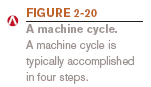 FIGURE 2-20
A machine cycle.
A machine cycle is
typically accomplished
in four steps.